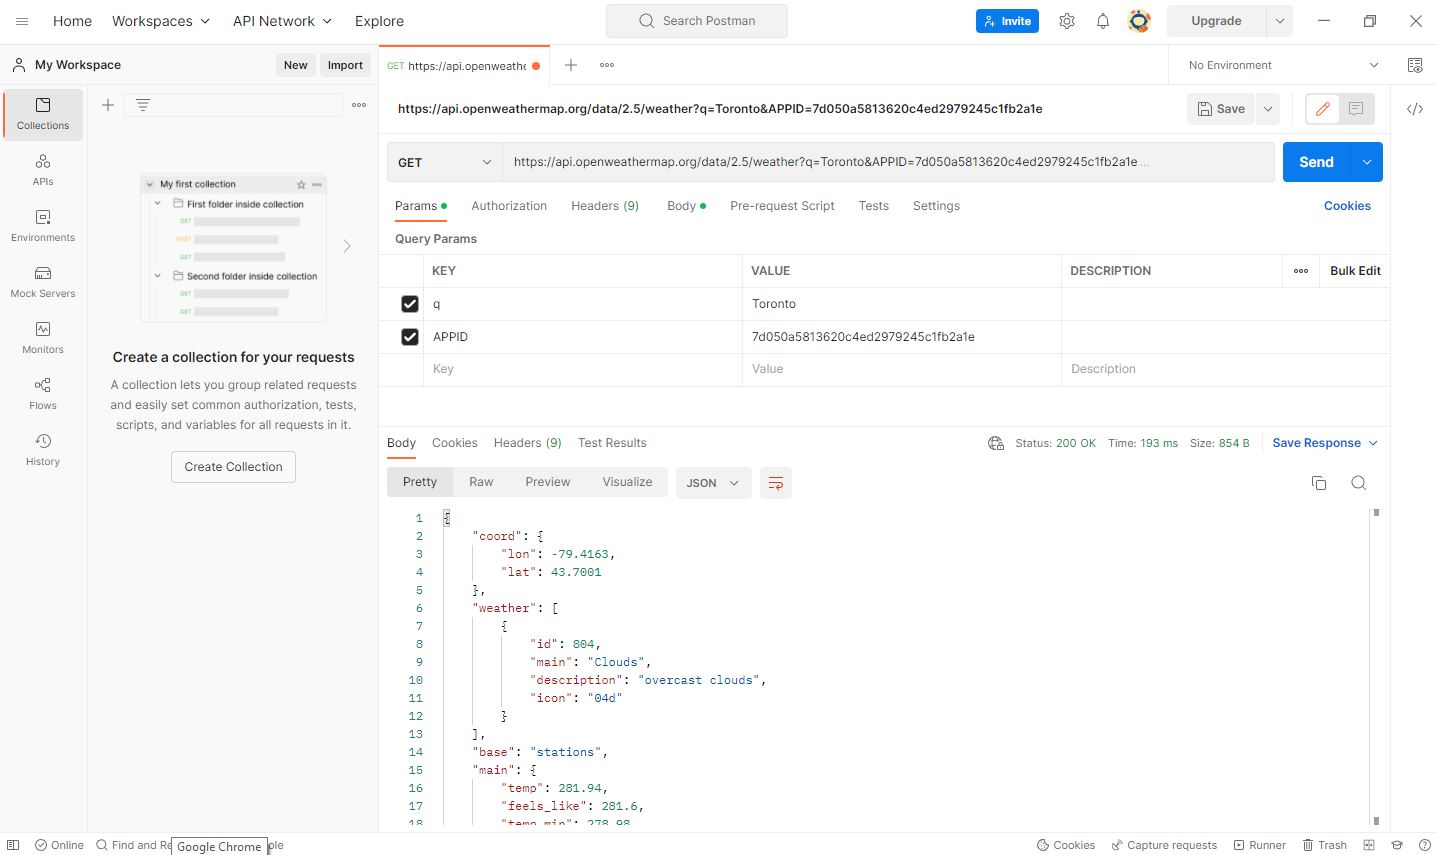 Home Workspaces API Network Explore Search Postman Invite Upgrade
My Workspace New Import GET https://api.openweathe No Environment
Collections
APIs
Environments
Mock Servers
Monitors
Flows
History
My first collection
First folder inside collection
GET
POST
GET
Second folder inside collection
GET
GET
Create a collection for your requests
A collection lets you group related requests
and easily set common authorization, tests,
scripts, and variables for all requests in it.
Create Collection
https://api.openweathermap.org/data/2.5/weather?q=Toronto&APPID=7d050a5813620c4ed2979245c1fb2a1e Save
GET https://api.openweathermap.org/data/2.5/weather?q=Toronto&APPID=7d050a5813620c4ed2979245c1fb2a1e ... Send
Params Authorization Headers (9) Body Pre-request Script Tests Settings Cookies
Query Params
KEY VALUE DESCRIPTION Bulk Edit
q Toronto
APPID 7d050a5813620c4ed2979245c1fb2a1e
Key Value Description
Body Cookies Headers (9) Test Results Status: 200 OK Time: 193 ms Size: 854 B Save Response
Pretty Raw Preview Visualize JSON
1 {
2 "coord": {
3 "lon": -79.4163,
4 "lat": 43.7001
5 },
6 "weather": [
7 {
8 "id": 804,
9 "main": "Clouds",
10 "description": "overcast clouds",
11 "icon": "04d"
12 }
13 ],
14 "base": "stations",
15 "main": {
16 "temp": 281.94,
17 "feels_like": 281.6,
18 "temp_min": 278.98
Online Find and Re Google Chrome ole Cookies Capture requests Runner Trash